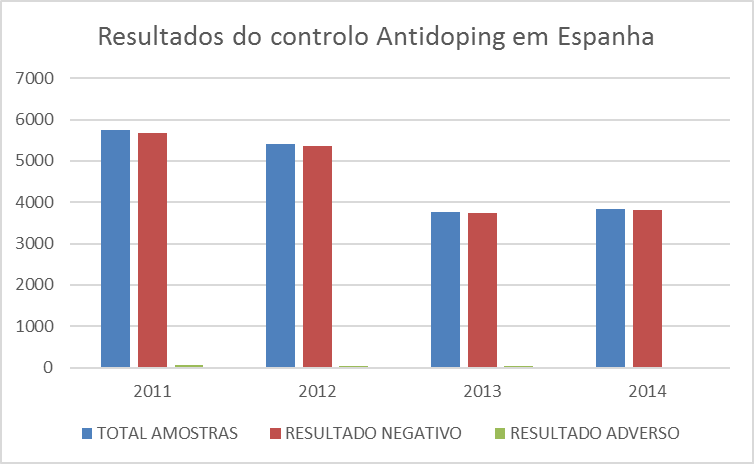 Resultados do controlo Antidoping em Espanha
7000
6000
5000
4000
3000
2000
1000
0
2011 2012 2013 2014
TOTAL AMOSTRAS RESULTADO NEGATIVO RESULTADO ADVERSO